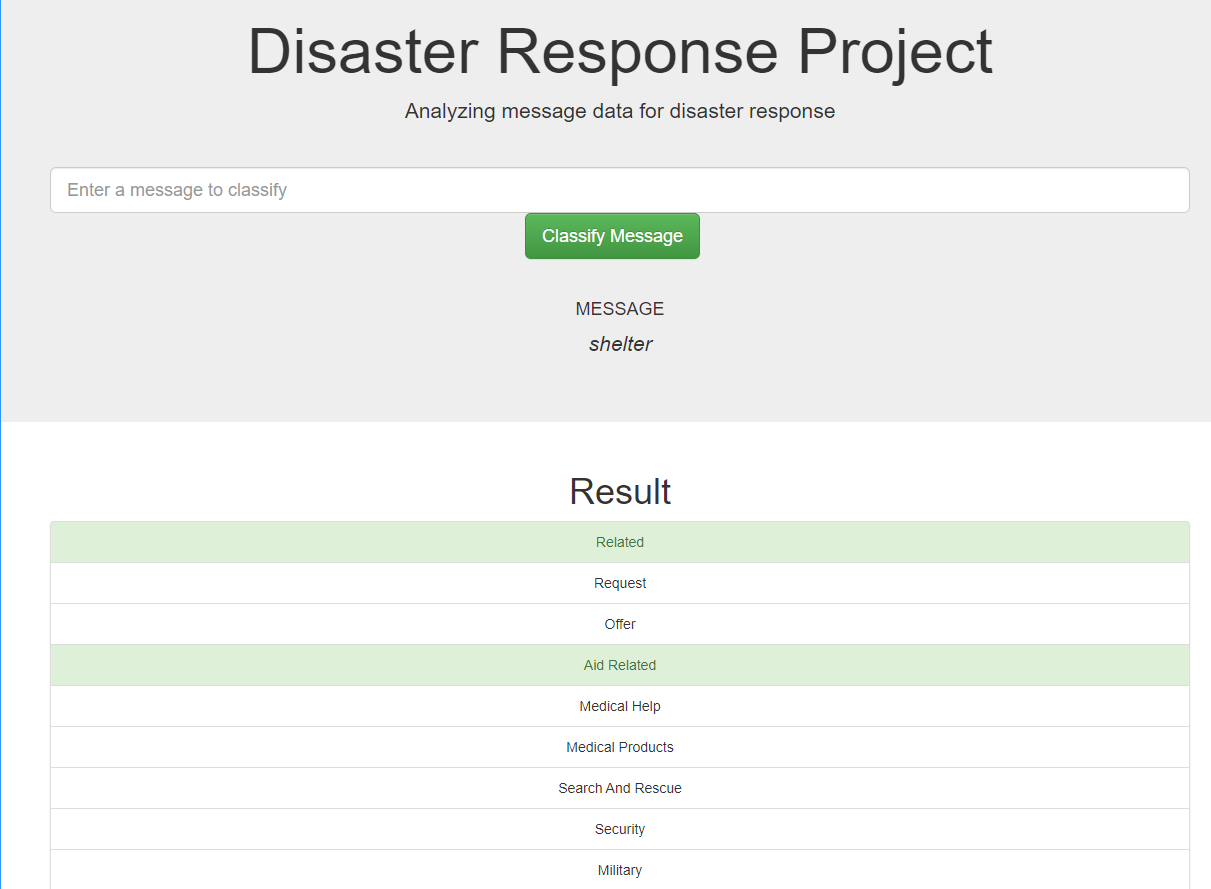 Disaster Response Project
Analyzing message data for disaster response
Enter a message to classify
Classify Message
MESSAGE
shelter
Result
Related
Request
Offer
Aid Related
Medical Help
Medical Products
Search And Rescue
Security
Military